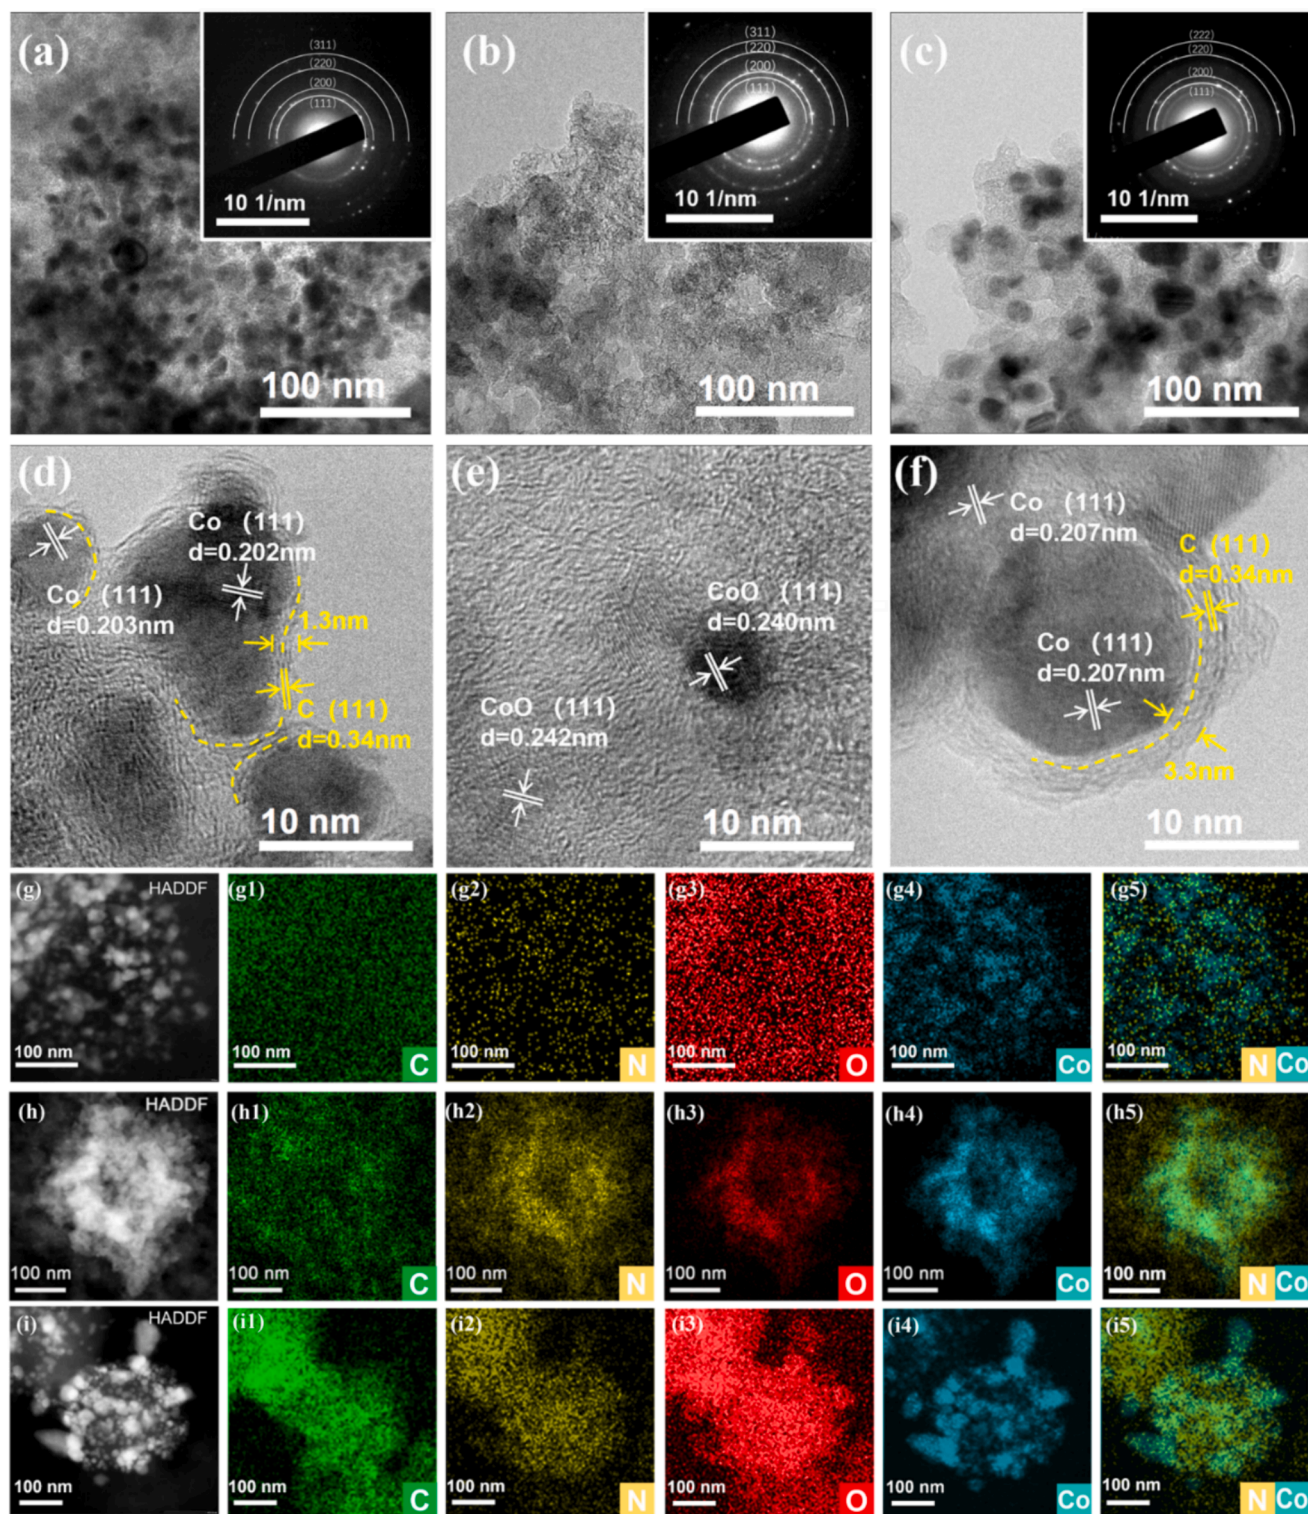 (a)
(311)
(220)
(200)
(111)
10 1/nm
100 nm
(b)
(311)
(220)
(200)
(111)
10 1/nm
100 nm
(c)
(222)
(220)
(200)
(111)
10 1/nm
100 nm
(d)
Co (111)
d=0.202nm
Co (111)
d=0.203nm
1.3nm
C (111)
d=0.34nm
10 nm
(e)
CoO (111)
d=0.240nm
CoO (111)
d=0.242nm
10 nm
(f)
Co (111)
d=0.207nm
C (111)
d=0.34nm
Co (111)
d=0.207nm
3.3nm
10 nm
(g)
HADDF
100 nm
(g1)
100 nm
C
(g2)
100 nm
N
(g3)
100 nm
O
(g4)
100 nm
Co
(g5)
100 nm
N Co
(h)
HADDF
100 nm
(h1)
100 nm
C
(h2)
100 nm
N
(h3)
100 nm
O
(h4)
100 nm
Co
(h5)
100 nm
N Co
(i)
HADDF
100 nm
(i1)
100 nm
C
(i2)
100 nm
N
(i3)
100 nm
O
(i4)
100 nm
Co
(i5)
100 nm
N Co